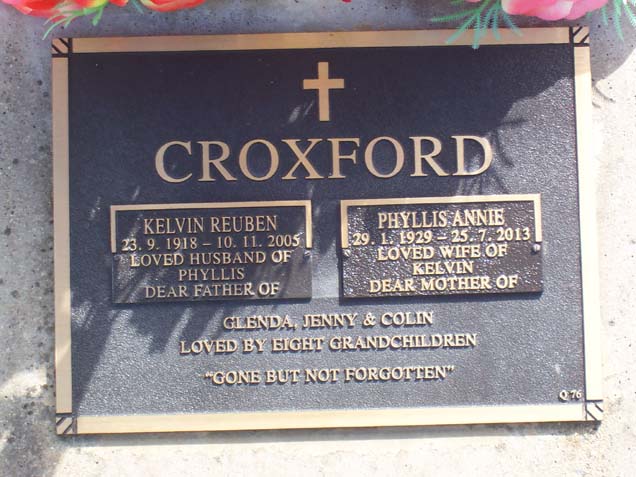 CROXFORD
KELVIN REUBEN
23. 9. 1918 – 10. 11. 2005
LOVED HUSBAND OF
PHYLLIS
DEAR FATHER OF
PHYLLIS ANNIE
29. 1. 1929 – 25. 7. 2013
LOVED WIFE OF
KELVIN
DEAR MOTHER OF
GLENDA, JENNY & COLIN
LOVED BY EIGHT GRANDCHILDREN
"GONE BUT NOT FORGOTTEN"
Q 76